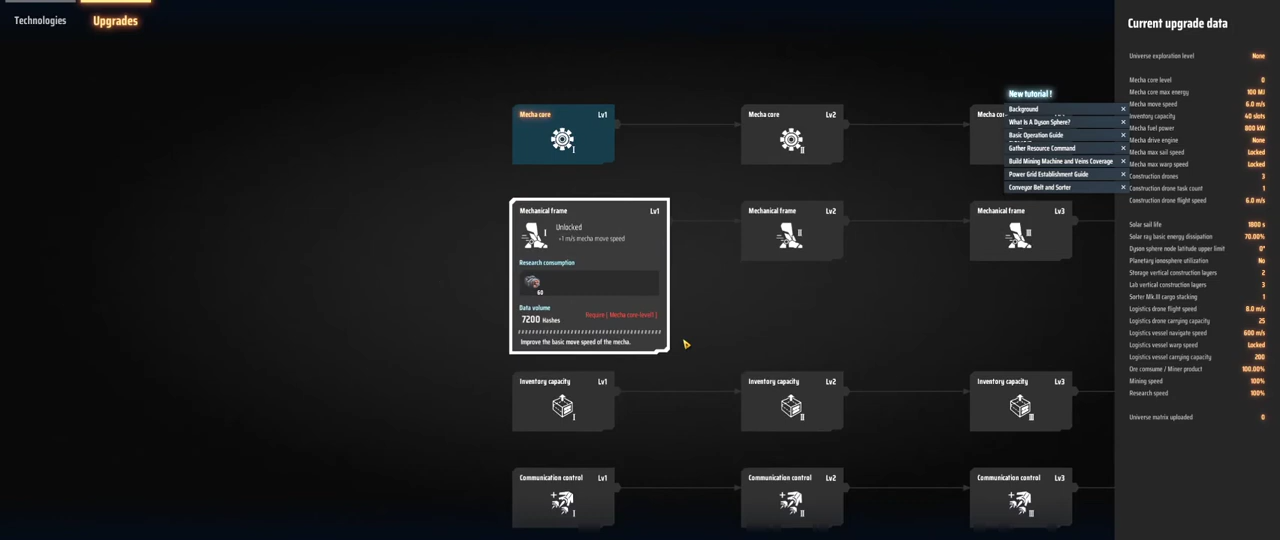 Technologies
Upgrades
Mecha core Lv1
I
Mecha core Lv2
II
Mecha cor
Mechanical frame Lv1
I
Unlocked
+1 m/s mecha move speed
Research consumption
60
Data volume
7200 Hashes
Require [ Mecha core-level1 ]
Improve the basic move speed of the mecha.
Mechanical frame Lv2
II
Mechanical frame Lv3
III
Inventory capacity Lv1
I
Inventory capacity Lv2
II
Inventory capacity Lv3
III
Communication control Lv1
I
Communication control Lv2
II
Communication control Lv3
III
New tutorial !
Background
What Is A Dyson Sphere?
Basic Operation Guide
Gather Resource Command
Build Mining Machine and Veins Coverage
Power Grid Establishment Guide
Conveyor Belt and Sorter
Current upgrade data
Universe exploration level None
Mecha core level 0
Mecha core max energy 100 MJ
Mecha move speed 6.0 m/s
Inventory capacity 40 slots
Mecha fuel power 800 kW
Mecha drive engine None
Mecha max sail speed Locked
Mecha max warp speed Locked
Construction drones 3
Construction drone task count 1
Construction drone flight speed 6.0 m/s
Solar sail life 1800 s
Solar ray basic energy dissipation 70.00%
Dyson sphere node latitude upper limit 0°
Planetary ionosphere utilization No
Storage vertical construction layers 2
Lab vertical construction layers 3
Sorter Mk.III cargo stacking 1
Logistics drone flight speed 8.0 m/s
Logistics drone carrying capacity 25
Logistics vessel navigate speed 600 m/s
Logistics vessel warp speed Locked
Logistics vessel carrying capacity 200
Ore comsume / Miner product 100.00%
Mining speed 100%
Research speed 100%
Universe matrix uploaded 0